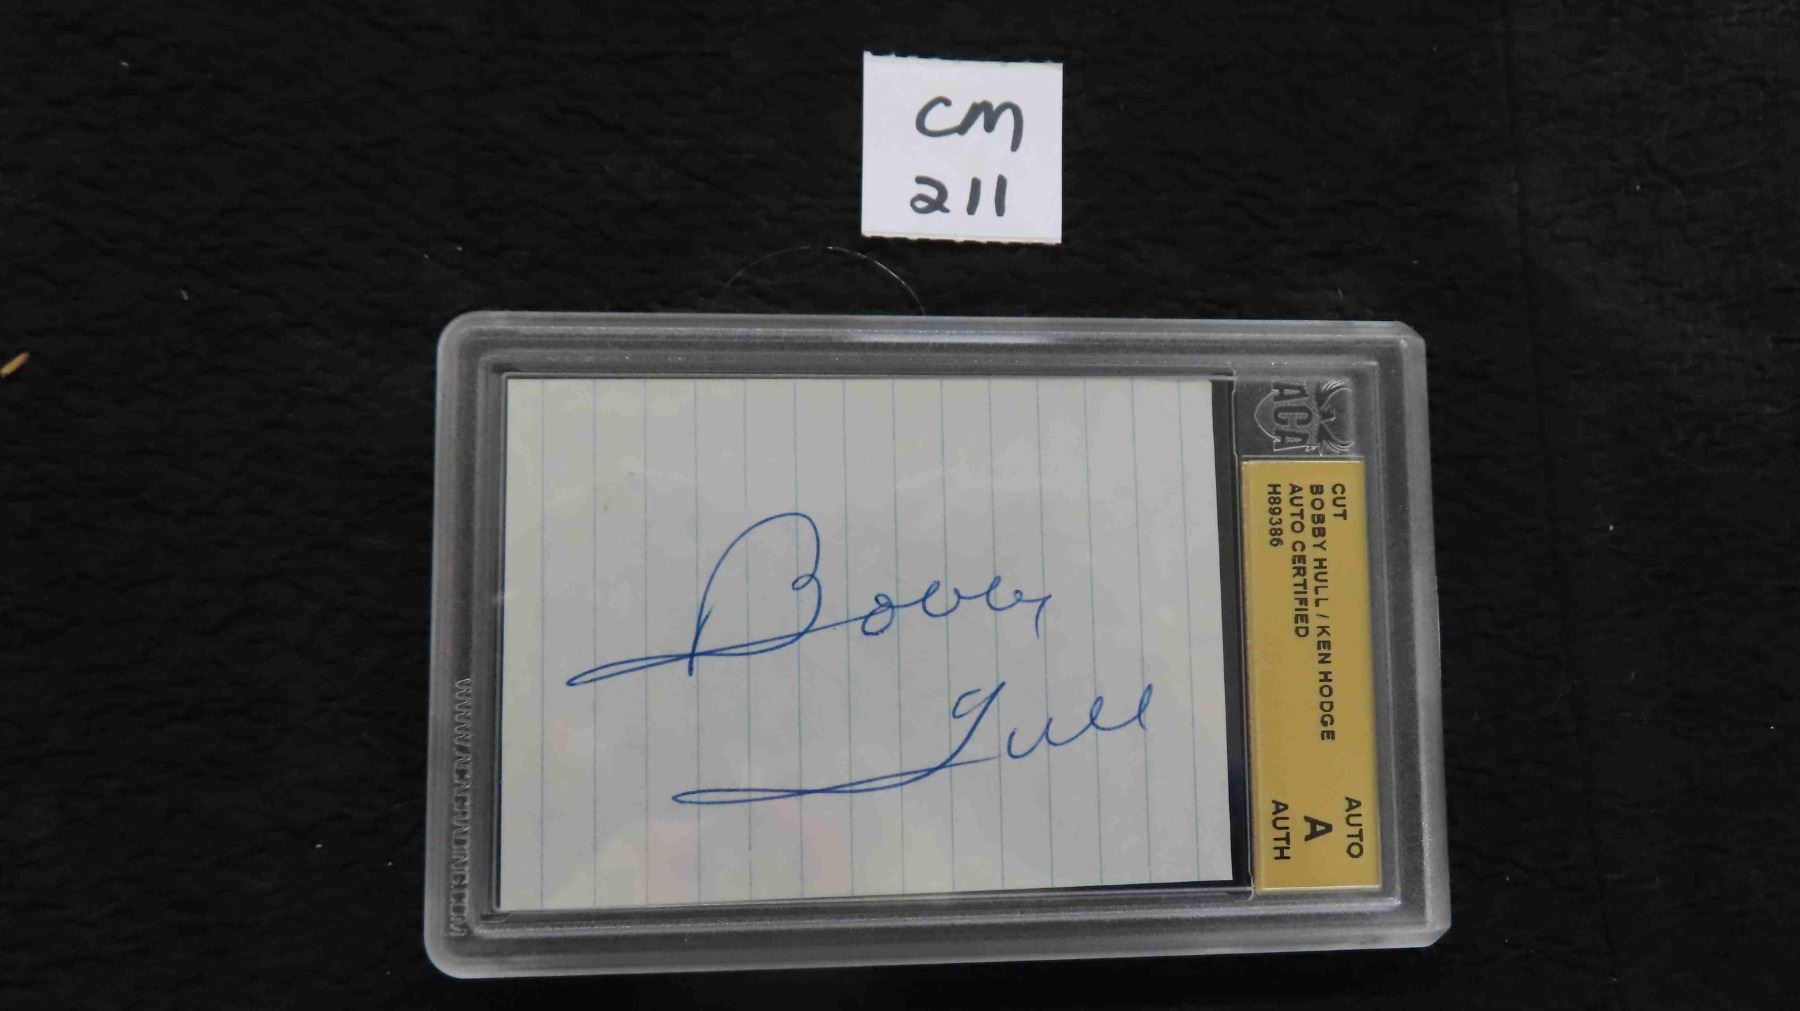 CM
211
Bobby
Hull
ACA
CUT
BOBBY HULL / KEN HODGE
AUTO CERTIFIED
H89386
AUTO
A
AUTH